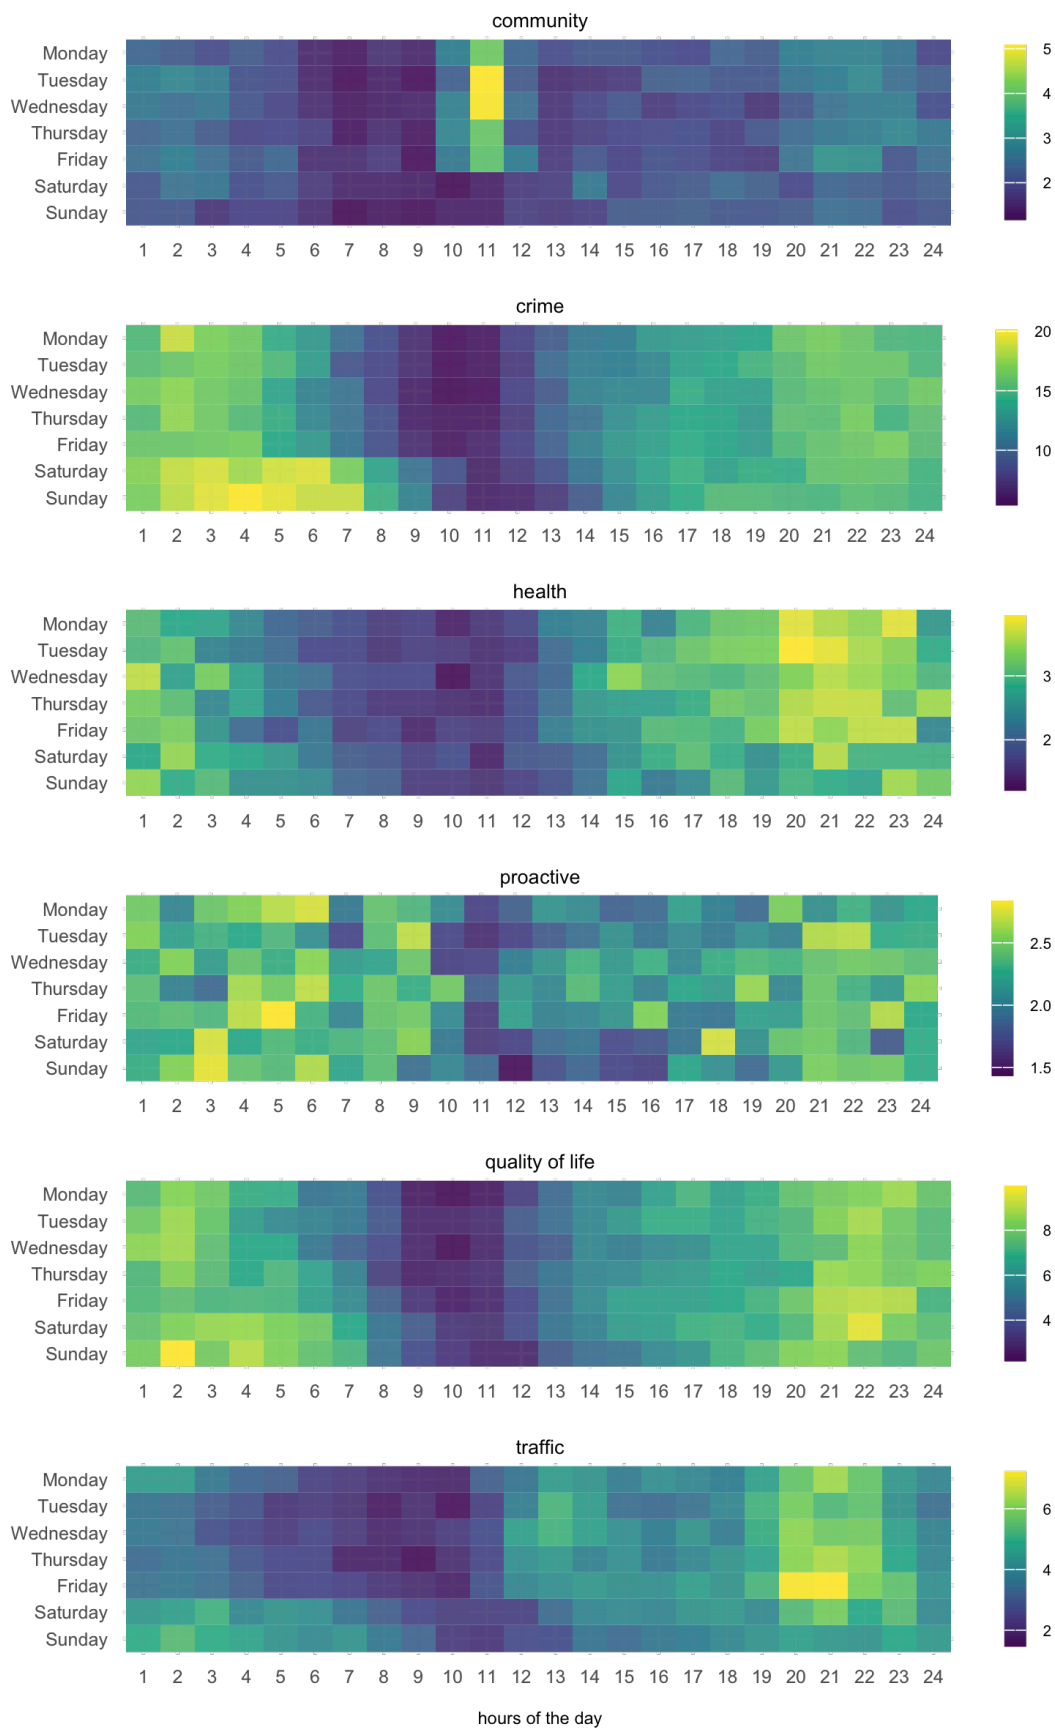 community
Monday
Tuesday
Wednesday
Thursday
Friday
Saturday
Sunday
5
4
3
2
1 2 3 4 5 6 7 8 9 10 11 12 13 14 15 16 17 18 19 20 21 22 23 24
crime
Monday
Tuesday
Wednesday
Thursday
Friday
Saturday
Sunday
20
15
10
1 2 3 4 5 6 7 8 9 10 11 12 13 14 15 16 17 18 19 20 21 22 23 24
health
Monday
Tuesday
Wednesday
Thursday
Friday
Saturday
Sunday
3
2
1 2 3 4 5 6 7 8 9 10 11 12 13 14 15 16 17 18 19 20 21 22 23 24
proactive
Monday
Tuesday
Wednesday
Thursday
Friday
Saturday
Sunday
2.5
2.0
1.5
1 2 3 4 5 6 7 8 9 10 11 12 13 14 15 16 17 18 19 20 21 22 23 24
quality of life
Monday
Tuesday
Wednesday
Thursday
Friday
Saturday
Sunday
8
6
4
1 2 3 4 5 6 7 8 9 10 11 12 13 14 15 16 17 18 19 20 21 22 23 24
traffic
Monday
Tuesday
Wednesday
Thursday
Friday
Saturday
Sunday
6
4
2
1 2 3 4 5 6 7 8 9 10 11 12 13 14 15 16 17 18 19 20 21 22 23 24
hours of the day